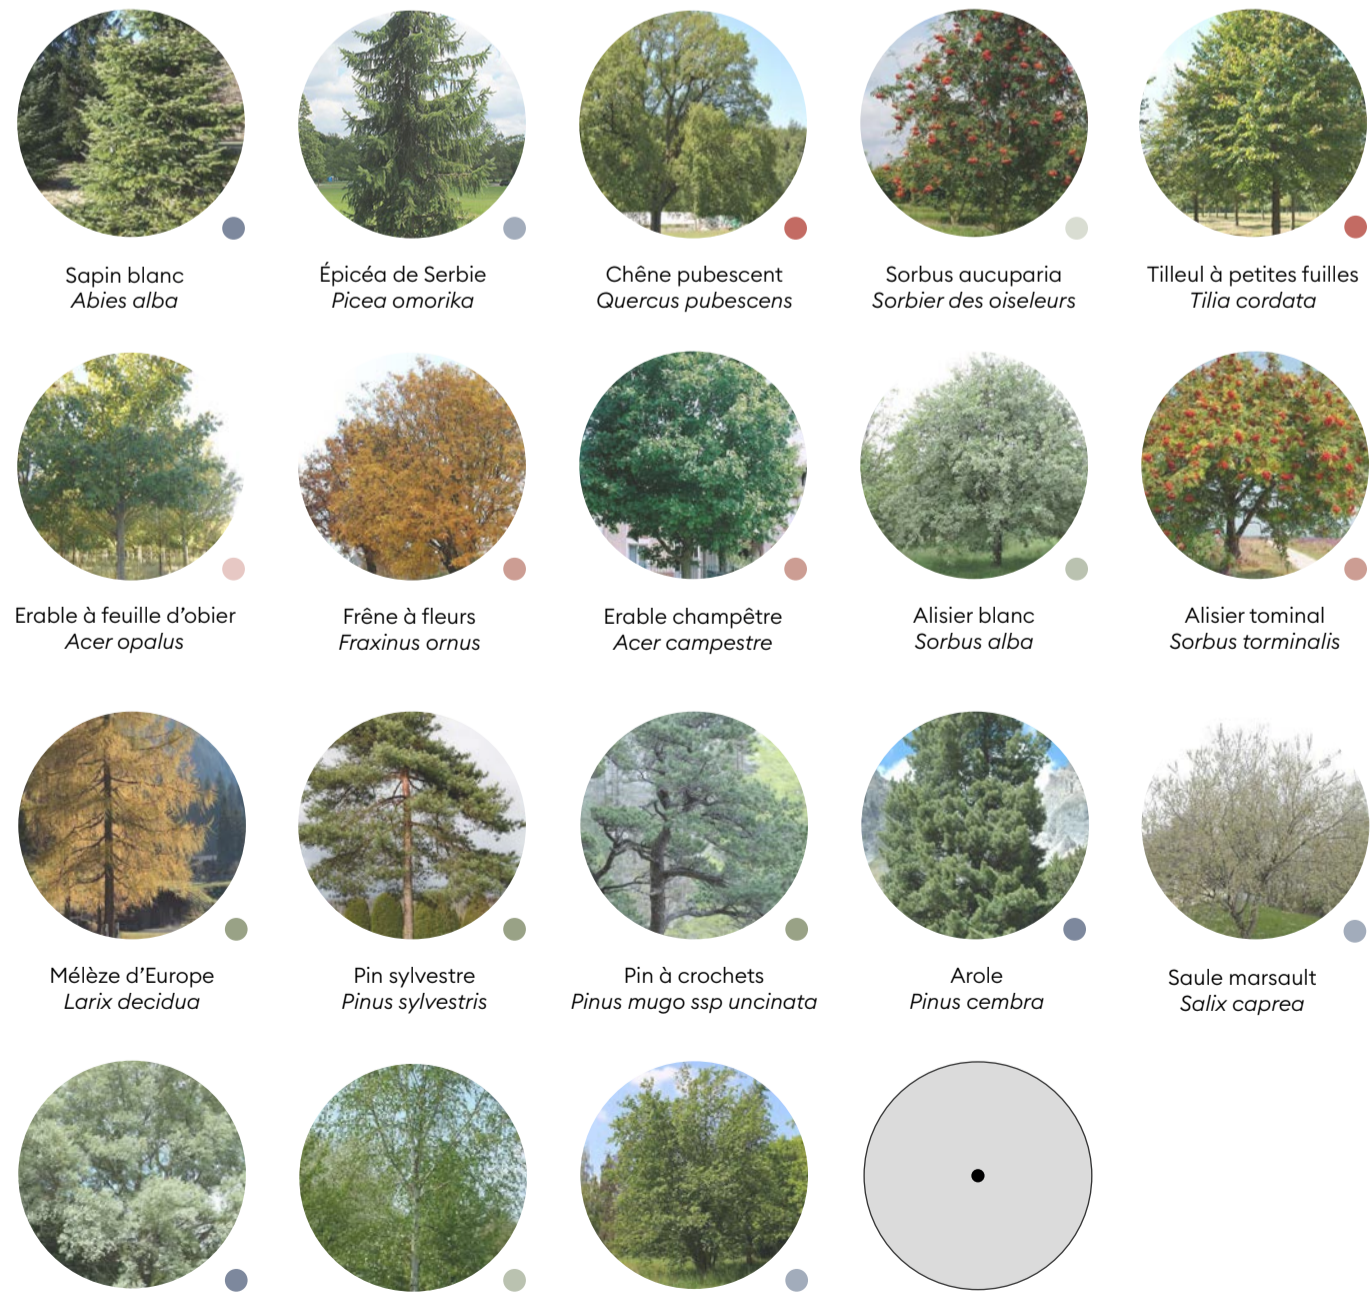 Sapin blanc
Abies alba
Épicéa de Serbie
Picea omorika
Chêne pubescent
Quercus pubescens
Sorbus aucuparia
Sorbier des oiseleurs
Tilleul à petites fuilles
Tilia cordata
Erable à feuille d’obier
Acer opalus
Frêne à fleurs
Fraxinus ornus
Erable champêtre
Acer campestre
Alisier blanc
Sorbus alba
Alisier tominal
Sorbus torminalis
Mélèze d’Europe
Larix decidua
Pin sylvestre
Pinus sylvestris
Pin à crochets
Pinus mugo ssp uncinata
Arole
Pinus cembra
Saule marsault
Salix caprea